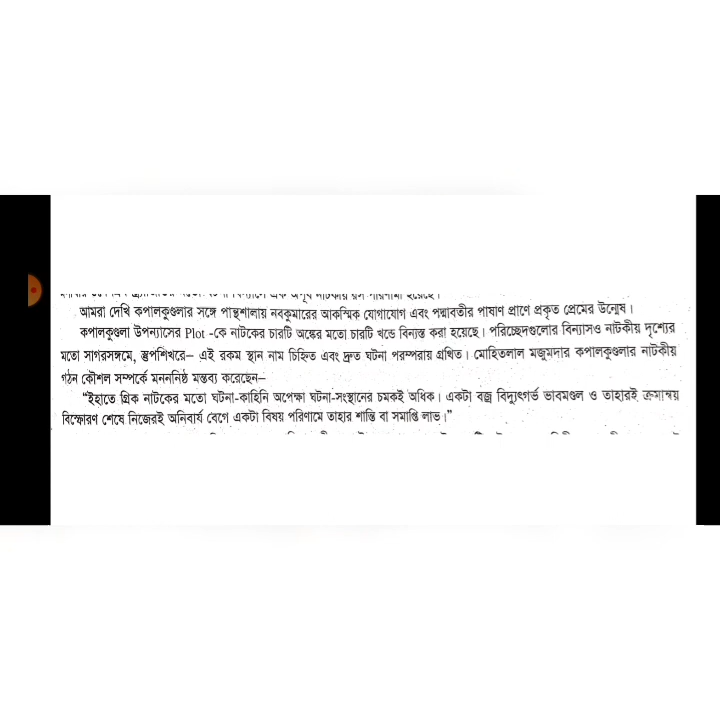 আমরা দেখি কপালকুণ্ডলার সঙ্গে পান্থশালায় নবকুমারের আকস্মিক যোগাযোগ এবং পদ্মাবতীর পাষাণ প্রাণে প্রকৃত প্রেমের উন্মেষ।
কপালকুণ্ডলা উপন্যাসের Plot -কে নাটকের চারটি অঙ্কের মতো চারটি খন্ডে বিন্যস্ত করা হয়েছে। পরিচ্ছেদগুলোর বিন্যাসও নাটকীয় দৃশ্যের
মতো সাগরসঙ্গমে, স্তুপশিখরে– এই রকম স্থান নাম চিহ্নিত এবং দ্রুত ঘটনা পরম্পরায় গ্রথিত। মোহিতলাল মজুমদার কপালকুণ্ডলার নাটকীয়
গঠন কৌশল সম্পর্কে মননিষ্ঠ মন্তব্য করেছেন–
“ইহাতে গ্রিক নাটকের মতো ঘটনা-কাহিনি অপেক্ষা ঘটনা-সংস্থানের চমকই অধিক। একটা বজ্র বিদ্যুৎগর্ভ ভাবমণ্ডল ও তাহারই ক্রমান্বয়
বিস্ফোরণ শেষে নিজেরই অনিবার্য বেগে একটা বিষয় পরিণামে তাহার শান্তি বা সমাপ্তি লাভ।”